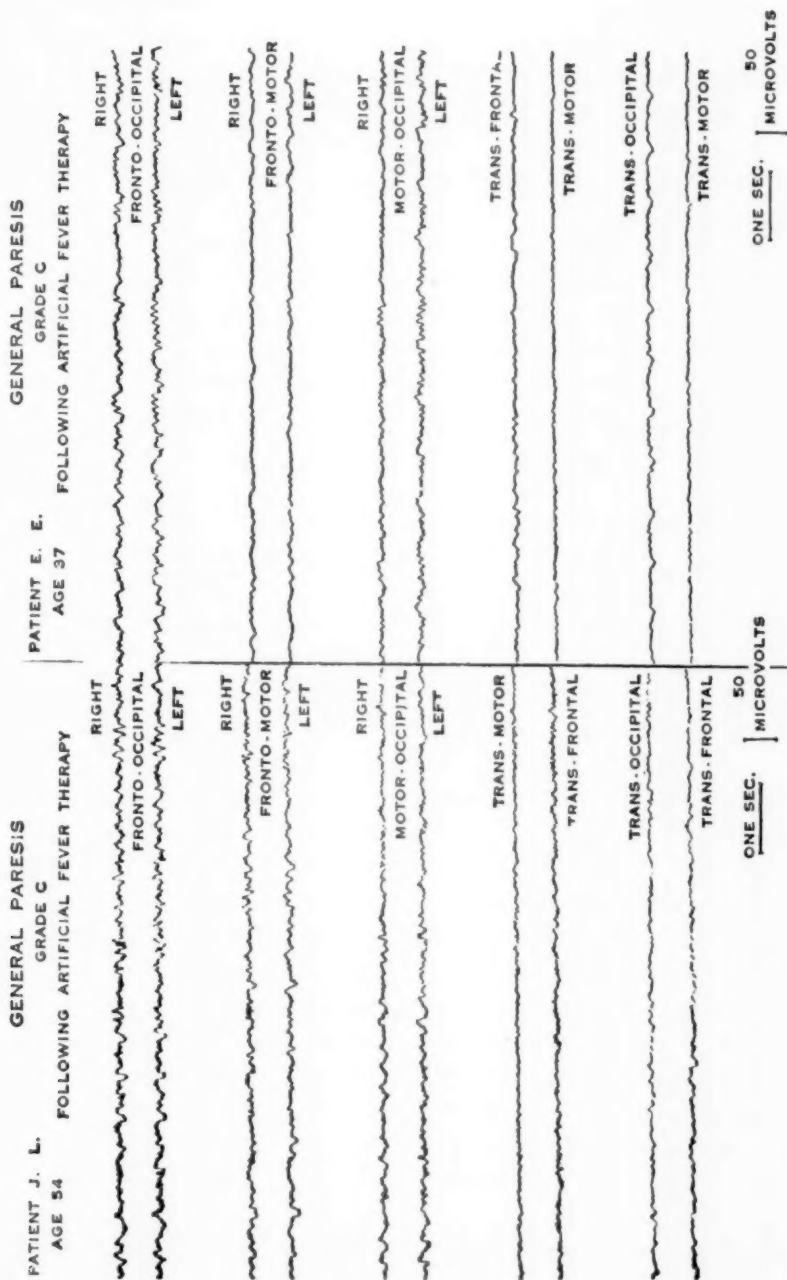 GENERAL PARESIS
GRADE C
PATIENT J. L.
AGE 54
FOLLOWING ARTIFICIAL FEVER THERAPY
RIGHT
FRONTO-OCCIPITAL
LEFT
RIGHT
FRONTO-MOTOR
LEFT
RIGHT
MOTOR-OCCIPITAL
LEFT
TRANS-MOTOR
TRANS-FRONTAL
TRANS-OCCIPITAL
TRANS-FRONTAL
ONE SEC.
50
MICROVOLTS
GENERAL PARESIS
GRADE C
PATIENT E. E.
AGE 37
FOLLOWING ARTIFICIAL FEVER THERAPY
RIGHT
FRONTO-OCCIPITAL
LEFT
RIGHT
FRONTO-MOTOR
LEFT
RIGHT
MOTOR-OCCIPITAL
LEFT
TRANS-FRONTAL
TRANS-MOTOR
TRANS-OCCIPITAL
TRANS-MOTOR
ONE SEC.
50
MICROVOLTS